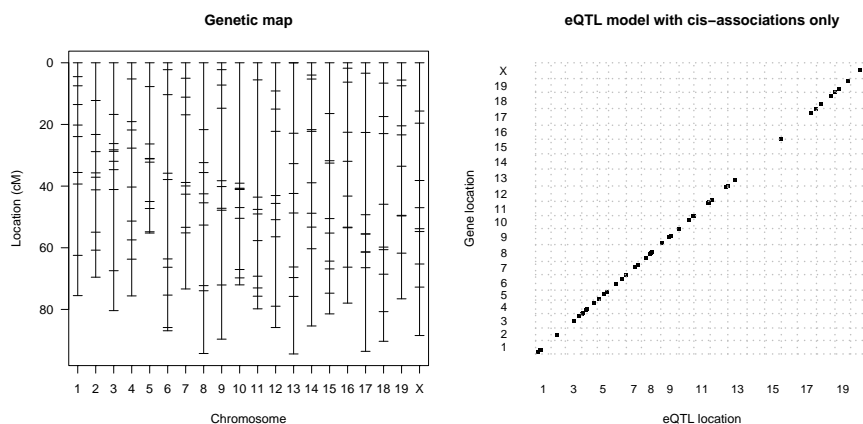 Genetic map
0
20
40
60
80
Location (cM)
1 2 3 4 5 6 7 8 9 10 11 12 13 14 15 16 17 18 19 X
Chromosome
eQTL model with cis−associations only
X
19
18
17
16
15
14
13
12
11
10
9
8
7
6
5
4
3
2
1
Gene location
1 3 5 7 8 9 11 13 15 17 19
eQTL location